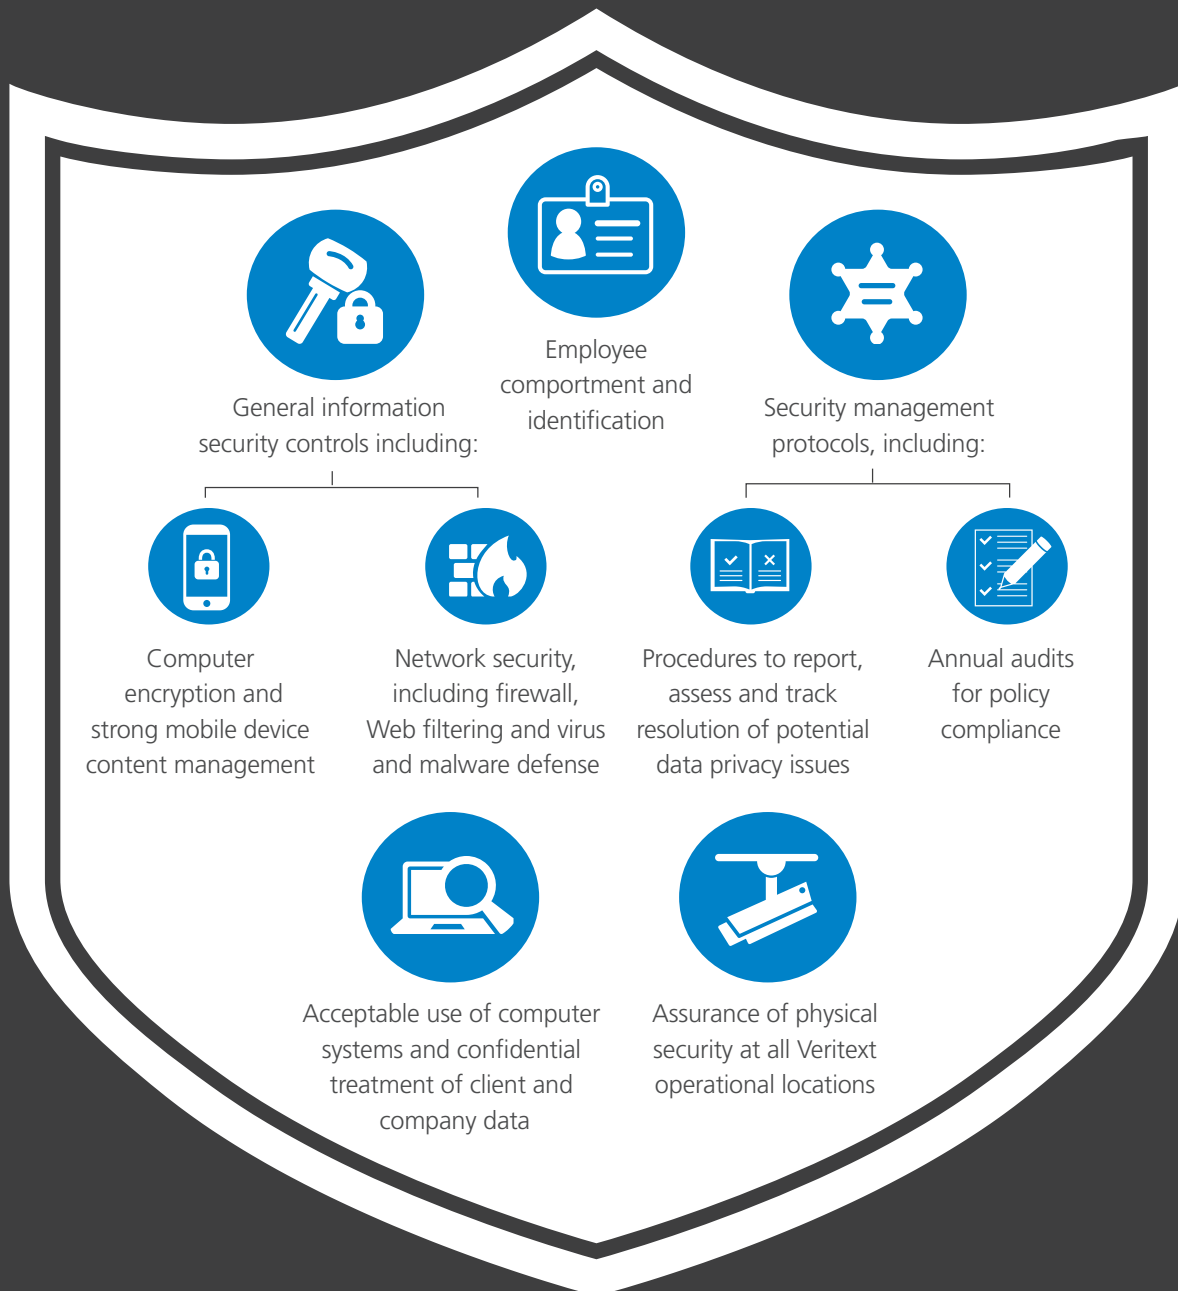 Employee
comportment and
identification
General information
security controls including:
Security management
protocols, including:
Computer
encryption and
strong mobile device
content management
Network security,
including firewall,
Web filtering and virus
and malware defense
Procedures to report,
assess and track
resolution of potential
data privacy issues
Annual audits
for policy
compliance
Acceptable use of computer
systems and confidential
treatment of client and
company data
Assurance of physical
security at all Veritext
operational locations